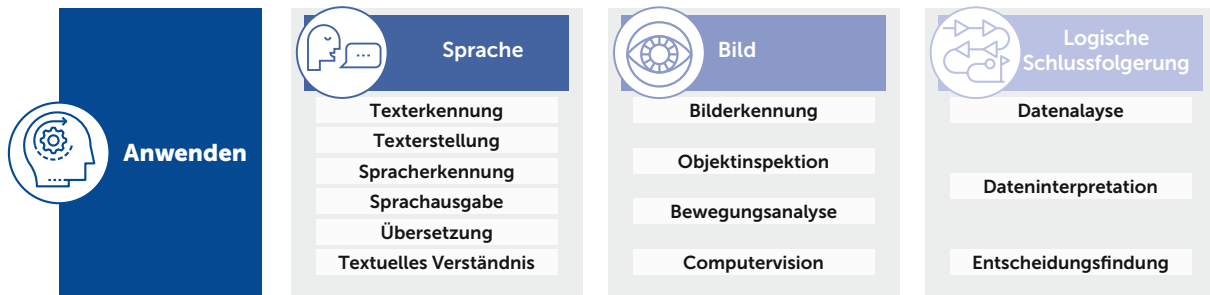 Anwenden
Sprache
Texterkennung
Texterstellung
Spracherkennung
Sprachausgabe
Übersetzung
Textuelles Verständnis
Bild
Bilderkennung
Objektinspektion
Bewegungsanalyse
Computervision
Logische
Schlussfolgerung
Datenalayse
Dateninterpretation
Entscheidungsfindung